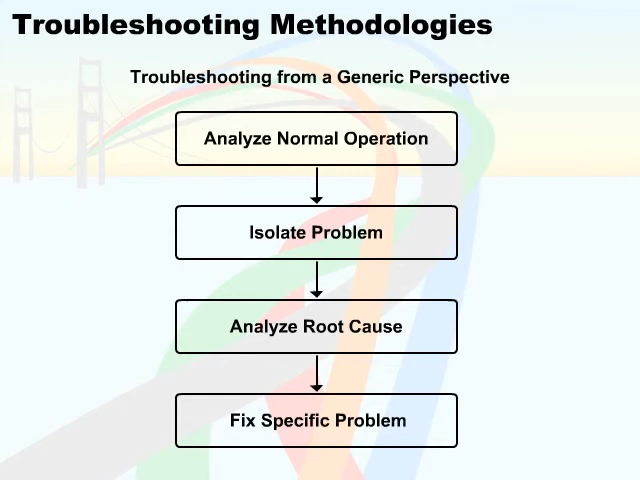 Troubleshooting Methodologies
Troubleshooting from a Generic Perspective
Analyze Normal Operation
Isolate Problem
Analyze Root Cause
Fix Specific Problem